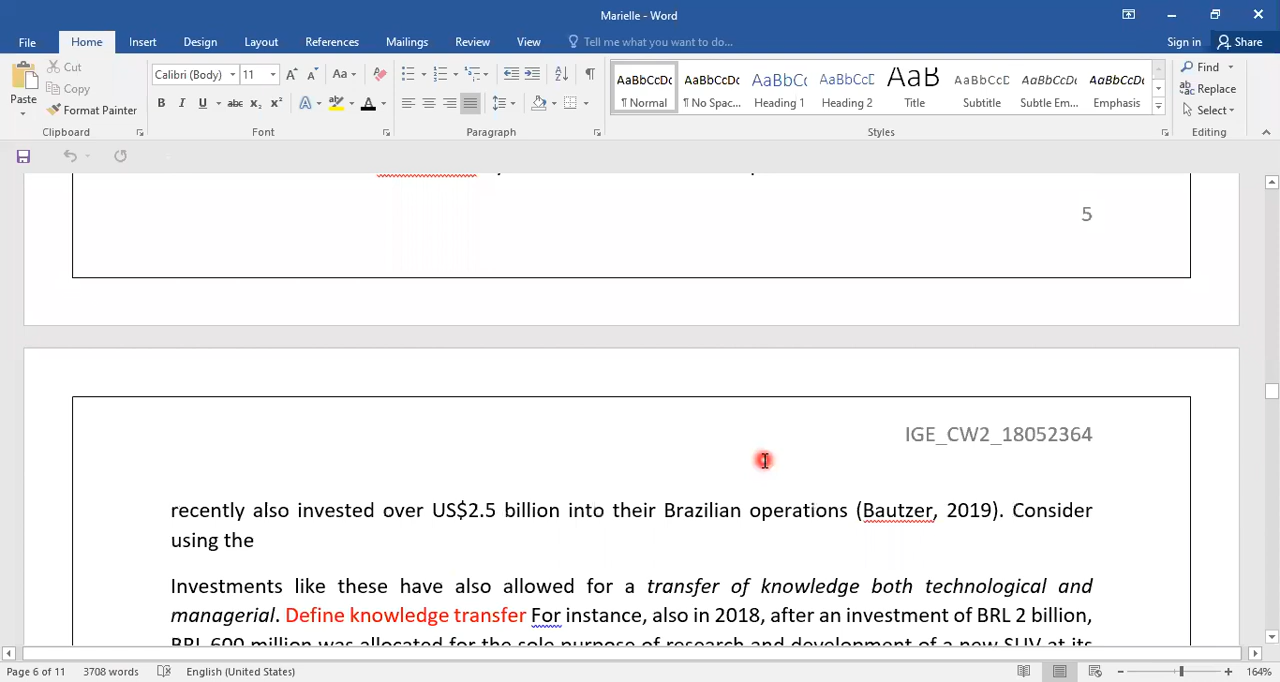 Marielle - Word
File Home Insert Design Layout References Mailings Review View Tell me what you want to do... Sign in Share
Cut
Copy
Format Painter
Paste
Clipboard
Calibri (Body) 11
Font
Paragraph
AaBbCcDc AaBbCcDc AaBbCc AaBbCcE AaB AaBbCcD AaBbCcDc AaBbCcDc
¶ Normal ¶ No Spac... Heading 1 Heading 2 Title Subtitle Subtle Em... Emphasis
Styles
Find
Replace
Select
Editing
5
IGE_CW2_18052364
recently also invested over US$2.5 billion into their Brazilian operations (Bautzer, 2019). Consider
using the
Investments like these have also allowed for a transfer of knowledge both technological and
managerial. Define knowledge transfer For instance, also in 2018, after an investment of BRL 2 billion,
BRL 600 million was allocated for the sole purpose of research and development of a new SUV at its
Page 6 of 11 3708 words English (United States) 164%